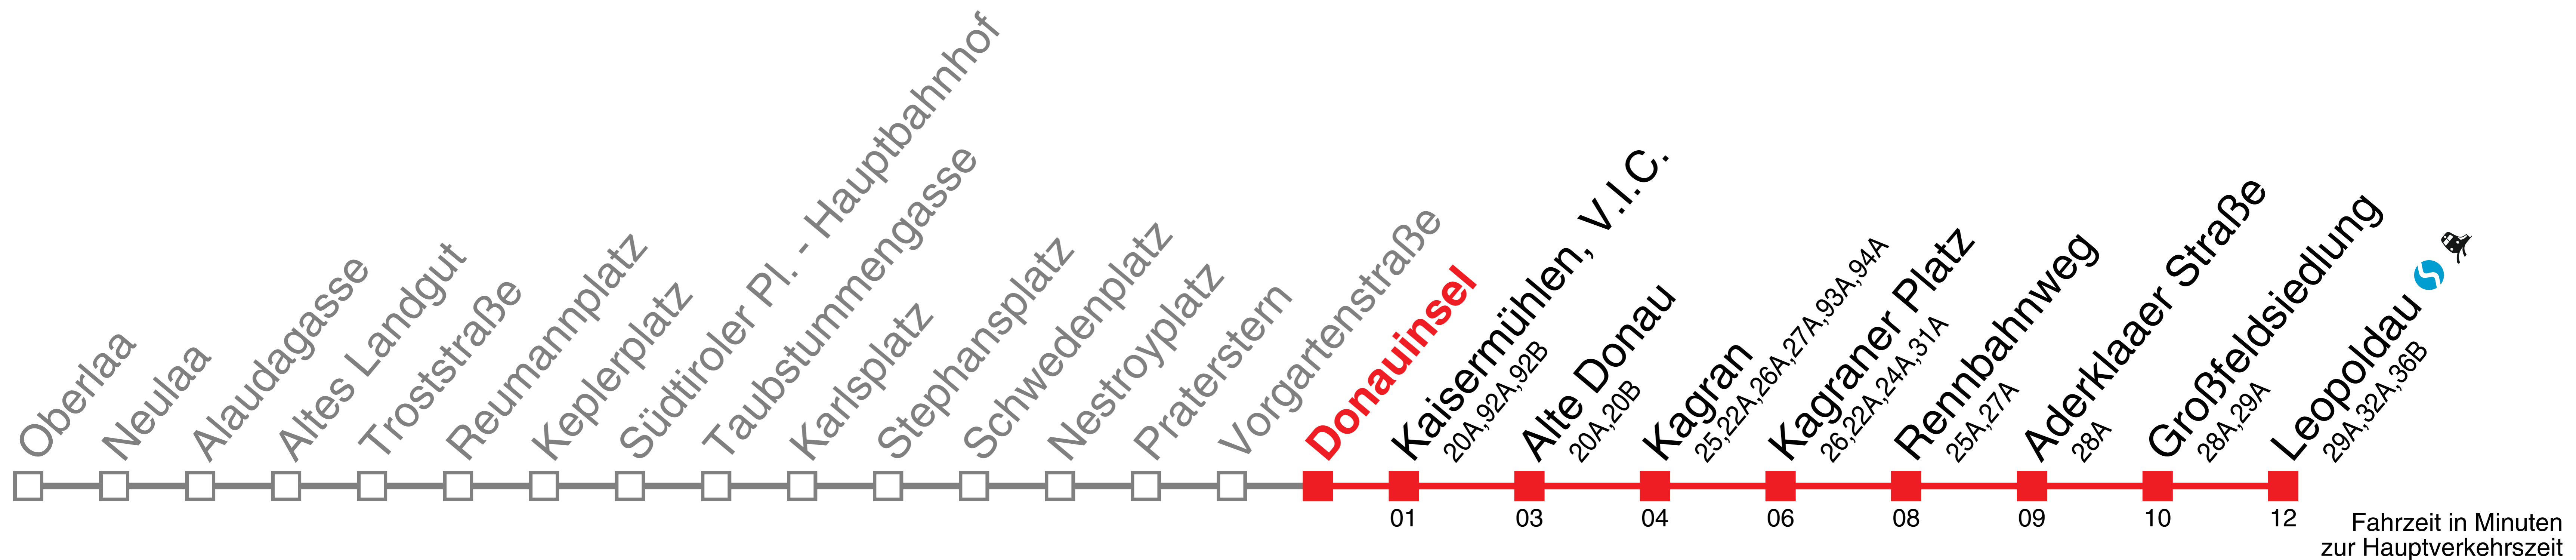 Oberlaa
Neulaa
Alaudagasse
Altes Landgut
Troststraße
Reumannplatz
Keplerplatz
Südtiroler Pl. - Hauptbahnhof
Taubstummengasse
Karlsplatz
Stephansplatz
Schwedenplatz
Nestroyplatz
Praterstern
Vorgartenstraße
Donauinsel
Kaisermühlen, V.I.C.
20A,92A,92B
Alte Donau
20A,20B
Kagran
25,22A,26A,27A,93A,94A
Kagraner Platz
26,22A,24A,31A
Rennbahnweg
25A,27A
Aderklaaer Straße
28A
Großfeldsiedlung
28A,29A
Leopoldau
29A,32A,36B
01 03 04 06 08 09 10 12
Fahrzeit in Minuten
zur Hauptverkehrszeit